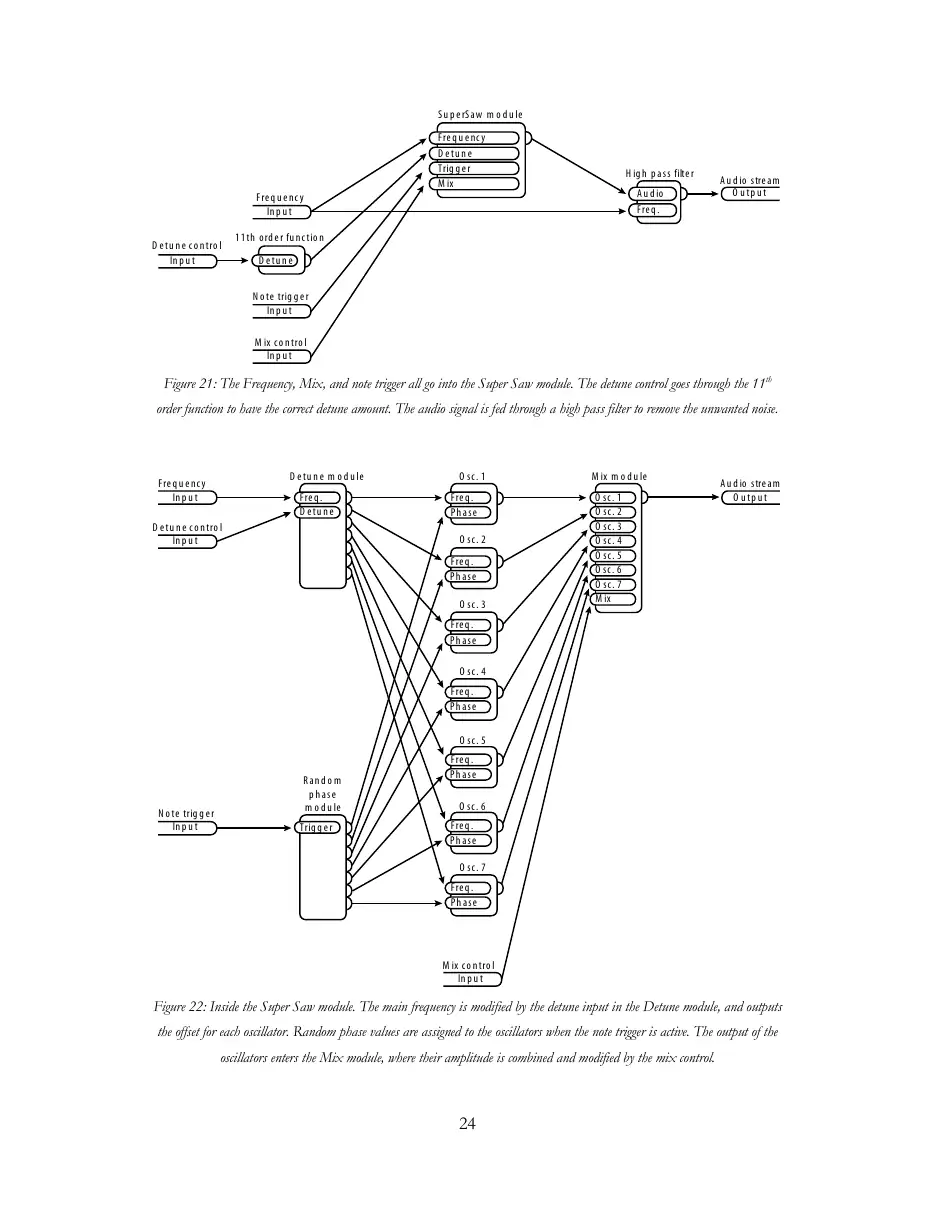 SuperSaw module
Frequency
Detune
Trigger
Mix
High pass filter
Audio
Freq.
Audio stream
Output
Frequency
Input
11th order function
Detune
Detune control
Input
Note trigger
Input
Mix control
Input
Figure 21: The Frequency, Mix, and note trigger all go into the Super Saw module. The detune control goes through the 11th
order function to have the correct detune amount. The audio signal is fed through a high pass filter to remove the unwanted noise.
Frequency
Input
Detune control
Input
Detune module
Freq.
Detune
Osc. 1
Freq.
Phase
Osc. 2
Freq.
Phase
Osc. 3
Freq.
Phase
Osc. 4
Freq.
Phase
Osc. 5
Freq.
Phase
Osc. 6
Freq.
Phase
Osc. 7
Freq.
Phase
Mix module
Osc. 1
Osc. 2
Osc. 3
Osc. 4
Osc. 5
Osc. 6
Osc. 7
Mix
Audio stream
Output
Random
phase
module
Trigger
Note trigger
Input
Mix control
Input
Figure 22: Inside the Super Saw module. The main frequency is modified by the detune input in the Detune module, and outputs
the offset for each oscillator. Random phase values are assigned to the oscillators when the note trigger is active. The output of the
oscillators enters the Mix module, where their amplitude is combined and modified by the mix control.
24